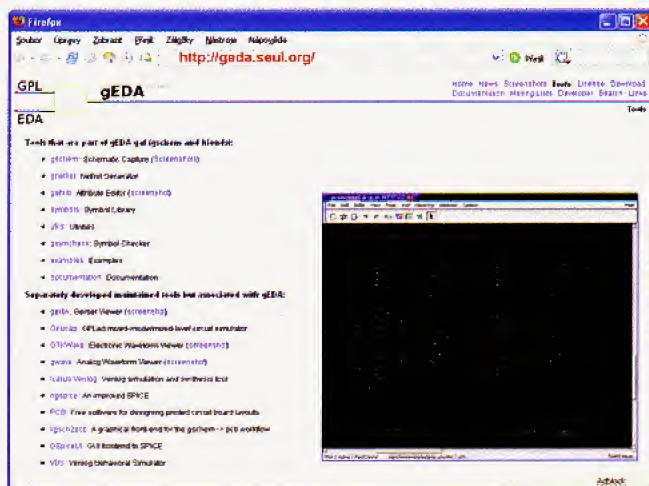 Firefox
Soubor Úpravy Zobrazit Přejít Záložky Nástroje Nápověda
http://geda.seul.org/ Přejít
GPL
gEDA
EDA
Home News Screenshots Tools License Download
Documentation Mailing Lists Developer Search Links
Tools
Tools that are part of gEDA gaf (gschem and friends):
gschem: Schematic Capture (Screenshots)
gnetlist: Netlist Generator
gattrib: Attribute Editor (screenshot)
symbols: Symbol Library
utils: Utilities
gsymcheck: Symbol Checker
examples: Examples
documentation: Documentation
Separately developed maintained tools but associated with gEDA:
gerbv: Gerber Viewer (screenshot)
Gnucap: GPLed mixed-mode/mixed-level circuit simulator
GTKWave: Electronic Waveform Viewer (screenshot)
gwave: Analog Waveform Viewer (screenshot)
Icarus Verilog: Verilog simulation and synthesis tool
ngspice: An improved SPICE
PCB: Free software for designing printed circuit board layouts
xgsch2pcb: A graphical front-end for the gschem -> pcb workflow
GSpiceUI: GUI frontend to SPICE
VBS: Verilog Behavioral Simulator
Adblock